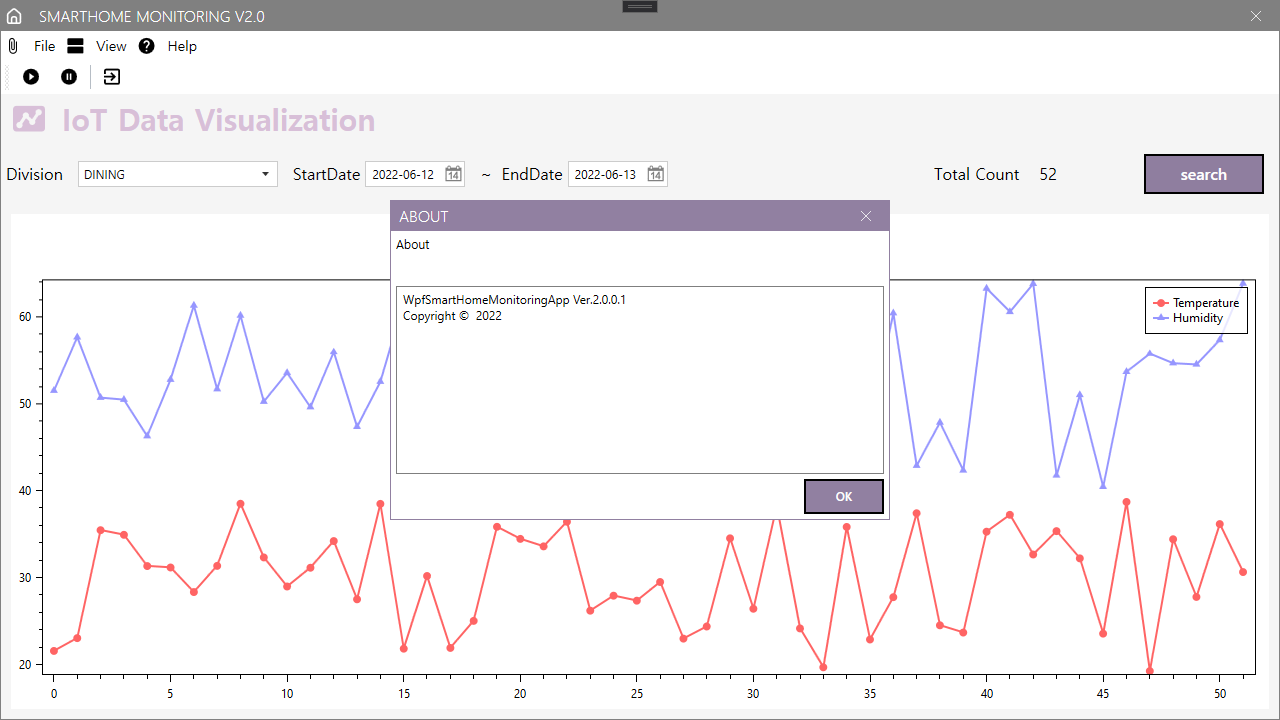 SMARTHOME MONITORING V2.0
File View Help
IoT Data Visualization
Division DINING StartDate 2022-06-12 14 ~ EndDate 2022-06-13 14 Total Count 52 search
ABOUT
About
WpfSmartHomeMonitoringApp Ver.2.0.0.1
Copyright © 2022
OK
Temperature
Humidity
60
50
40
30
20
0 5 10 15 20 25 30 35 40 45 50